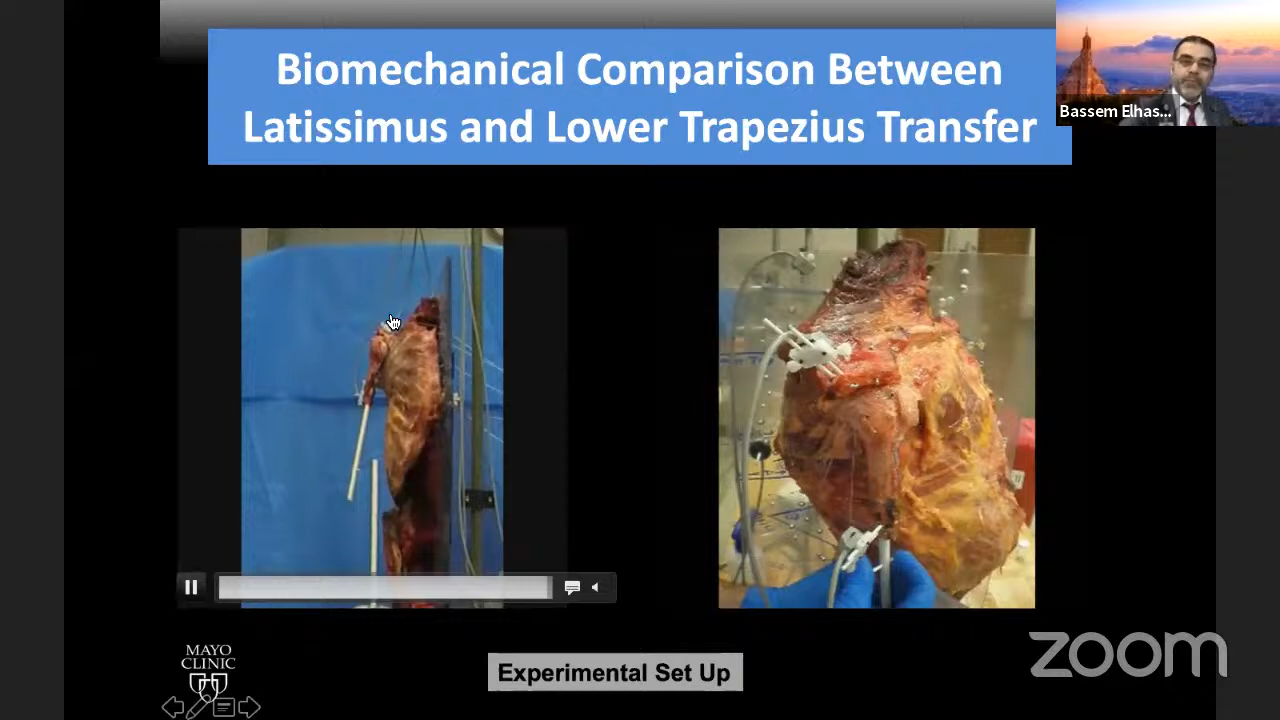 Biomechanical Comparison Between
Latissimus and Lower Trapezius Transfer
Bassem Elhas...
MAYO
CLINIC
Experimental Set Up
zoom